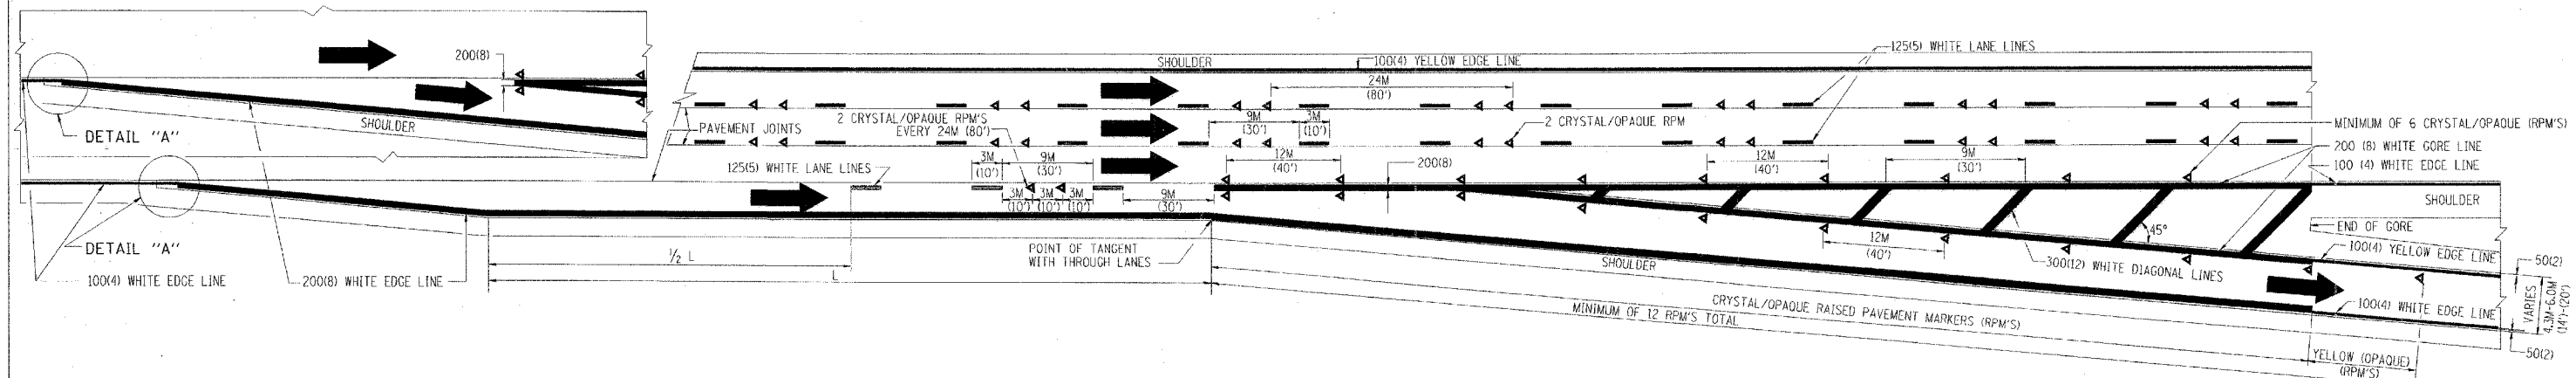 200(8)
DETAIL "A"
SHOULDER
SHOULDER
100(4) YELLOW EDGE LINE
125(5) WHITE LANE LINES
24M
(80')
PAVEMENT JOINTS
2 CRYSTAL/OPAQUE RPM'S
EVERY 24M (80')
9M
(30')
3M
(10')
2 CRYSTAL/OPAQUE RPM
MINIMUM OF 6 CRYSTAL/OPAQUE (RPM'S)
200 (8) WHITE GORE LINE
100 (4) WHITE EDGE LINE
125(5) WHITE LANE LINES
3M
(10')
9M
(30')
12M
(40')
200(8)
12M
(40')
9M
(30')
3M
(10')
3M
(10')
3M
(10')
9M
(30')
SHOULDER
DETAIL "A"
100(4) WHITE EDGE LINE
200(8) WHITE EDGE LINE
1/2 L
L
POINT OF TANGENT
WITH THROUGH LANES
SHOULDER
12M
(40')
45°
300(12) WHITE DIAGONAL LINES
END OF GORE
100(4) YELLOW EDGE LINE
50(2)
VARIES
4.3M-6.0M
(14')-(20')
100(4) WHITE EDGE LINE
50(2)
CRYSTAL/OPAQUE RAISED PAVEMENT MARKERS (RPM'S)
MINIMUM OF 12 RPM'S TOTAL
YELLOW (OPAQUE)
(RPM'S)